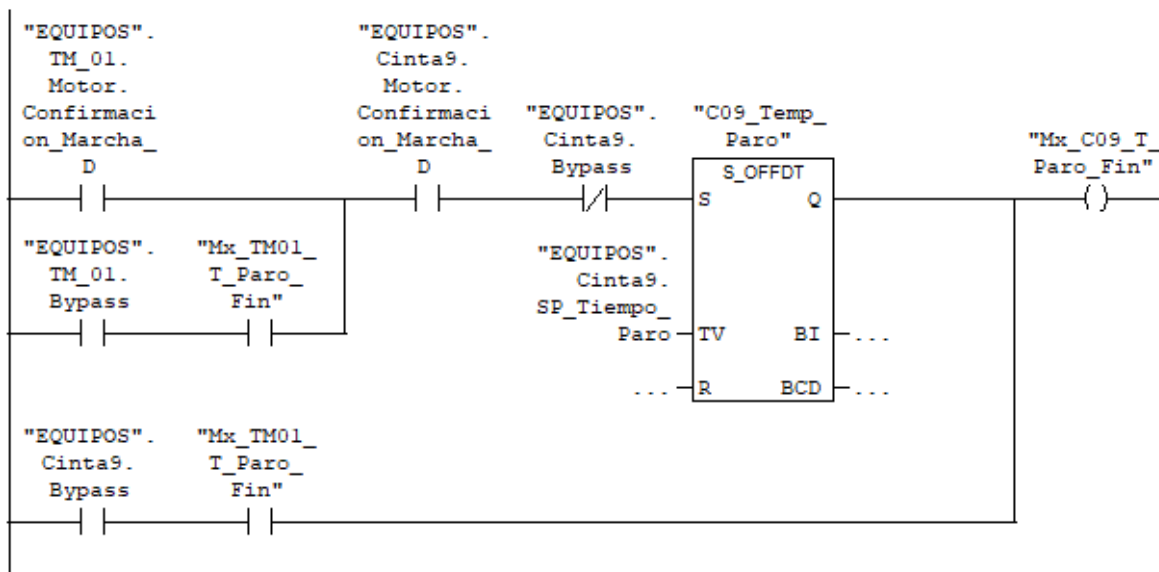 "EQUIPOS".
TM_01.
Motor.
Confirmaci
on_Marcha_
D
"EQUIPOS".
Cinta9.
Motor.
Confirmaci
on_Marcha_
D
"EQUIPOS".
Cinta9.
Bypass
"C09_Temp_
Paro"
S_OFFDT
S Q
"Mx_C09_T_
Paro_Fin"
"EQUIPOS".
TM_01.
Bypass
"Mx_TM01_
T_Paro_
Fin"
"EQUIPOS".
Cinta9.
SP_Tiempo_
Paro TV BI ...
... R BCD ...
"EQUIPOS".
Cinta9.
Bypass
"Mx_TM01_
T_Paro_
Fin"